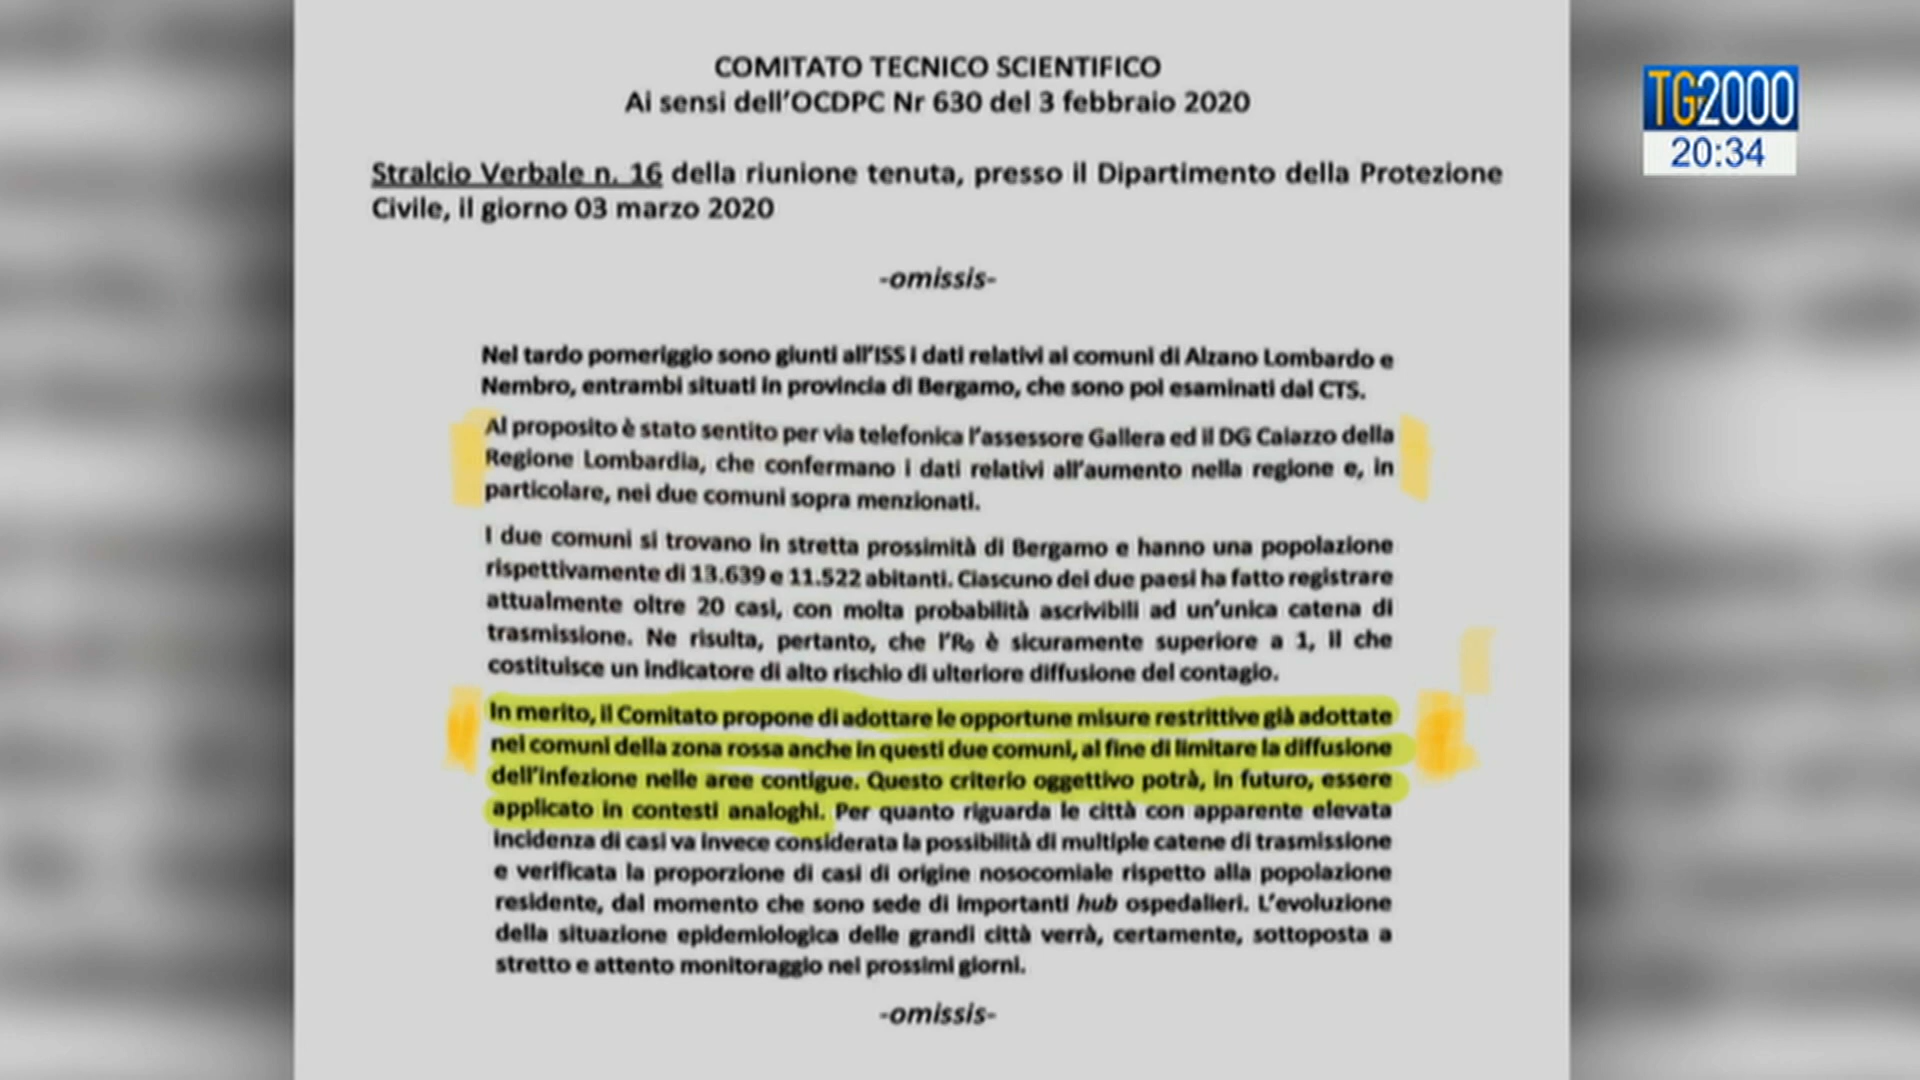 COMITATO TECNICO SCIENTIFICO
Ai sensi dell'OCDPC Nr 630 del 3 febbraio 2020
TG2000
20:34
Stralcio Verbale n. 16 della riunione tenuta, presso il Dipartimento della Protezione
Civile, il giorno 03 marzo 2020
-omissis-
Nel tardo pomeriggio sono giunti all'ISS i dati relativi ai comuni di Alzano Lombardo e
Nembro, entrambi situati in provincia di Bergamo, che sono poi esaminati dal CTS.
Al proposito è stato sentito per via telefonica l'assessore Gallera ed il DG Caiazzo della
Regione Lombardia, che confermano i dati relativi all'aumento nella regione e, in
particolare, nei due comuni sopra menzionati.
I due comuni si trovano in stretta prossimità di Bergamo e hanno una popolazione
rispettivamente di 13.639 e 11.522 abitanti. Ciascuno dei due paesi ha fatto registrare
attualmente oltre 20 casi, con molta probabilità ascrivibili ad un'unica catena di
trasmissione. Ne risulta, pertanto, che l'R₀ è sicuramente superiore a 1, il che
costituisce un indicatore di alto rischio di ulteriore diffusione del contagio.
In merito, il Comitato propone di adottare le opportune misure restrittive già adottate
nei comuni della zona rossa anche in questi due comuni, al fine di limitare la diffusione
dell'infezione nelle aree contigue. Questo criterio oggettivo potrà, in futuro, essere
applicato in contesti analoghi. Per quanto riguarda le città con apparente elevata
incidenza di casi va invece considerata la possibilità di multiple catene di trasmissione
e verificata la proporzione di casi di origine nosocomiale rispetto alla popolazione
residente, dal momento che sono sede di importanti hub ospedalieri. L'evoluzione
della situazione epidemiologica delle grandi città verrà, certamente, sottoposta a
stretto e attento monitoraggio nei prossimi giorni.
-omissis-